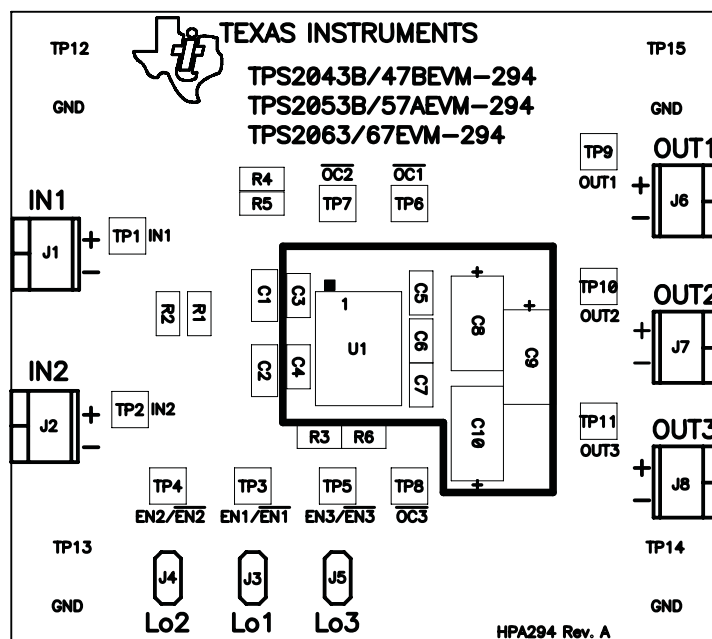 TEXAS INSTRUMENTS
TP12
TP15
TPS2043B/47BEVM-294
GND
TPS2053B/57AEVM-294
GND
TPS2063/67EVM-294
TP9
OUT1
OC2
OC1
R4
OUT1
R5
TP7
TP6
+
J6
-
IN1
TP1
IN1
+
J1
-
C1
C3
1
U1
C5
C6
C7
+
C8
+
C9
C10
+
R2
R1
C2
C4
TP10
OUT2
OUT2
+
J7
-
IN2
TP2
IN2
+
J2
-
TP11
OUT3
OUT3
+
J8
-
R3
R6
TP4
TP3
TP5
TP8
EN2/EN2
EN1/EN1
EN3/EN3
OC3
TP13
TP14
J4
J3
J5
GND
Lo2
Lo1
Lo3
GND
HPA294 Rev. A